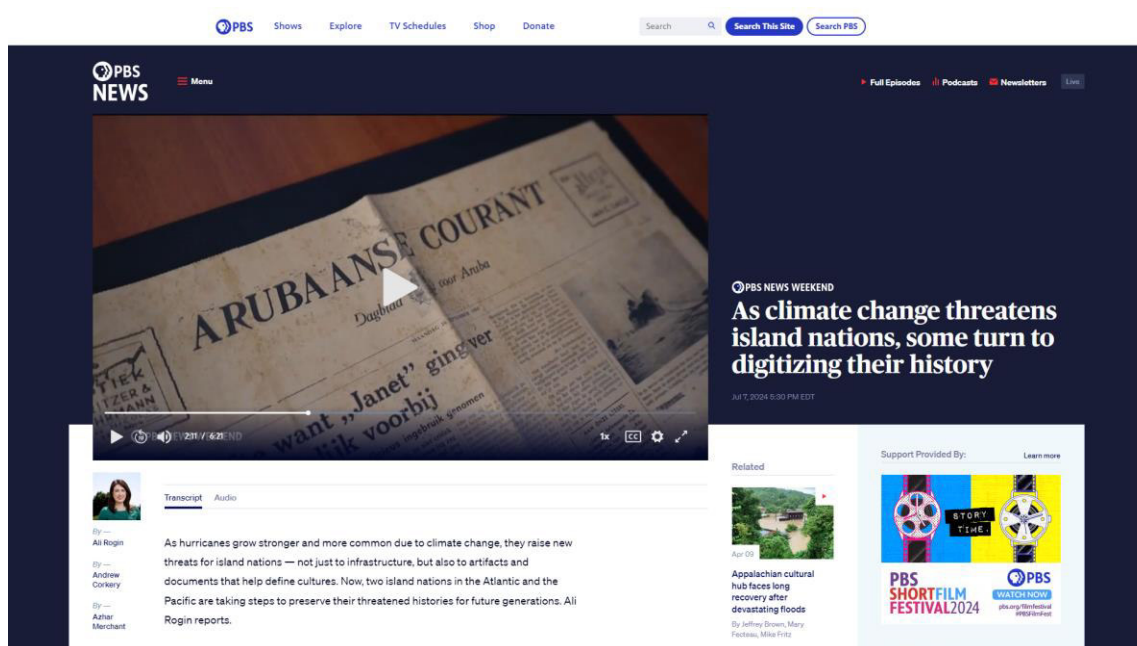 PBS
Shows
Explore
TV Schedules
Shop
Donate
Search
Search This Site
Search PBS
PBS
NEWS
Menu
Full Episodes
Podcasts
Newsletters
Live
ARUBAANSE COURANT
Dagblad voor Aruba
want „Janet” ging ver
voorbij
2:11 / 6:21
1x
CC
PBS NEWS WEEKEND
As climate change threatens
island nations, some turn to
digitizing their history
Jul 7, 2024 5:30 PM EDT
By —
Ali Rogin
By —
Andrew
Corkery
By —
Azhar
Merchant
Transcript
Audio
As hurricanes grow stronger and more common due to climate change, they raise new
threats for island nations — not just to infrastructure, but also to artifacts and
documents that help define cultures. Now, two island nations in the Atlantic and the
Pacific are taking steps to preserve their threatened histories for future generations. Ali
Rogin reports.
Related
Apr 09
Appalachian cultural
hub faces long
recovery after
devastating floods
By Jeffrey Brown, Mary
Fecteau, Mike Fritz
Support Provided By:
Learn more
STORY
TIME.
PBS
SHORTFILM
FESTIVAL2024
PBS
WATCH NOW
pbs.org/filmfestival
#PBSFilmFest